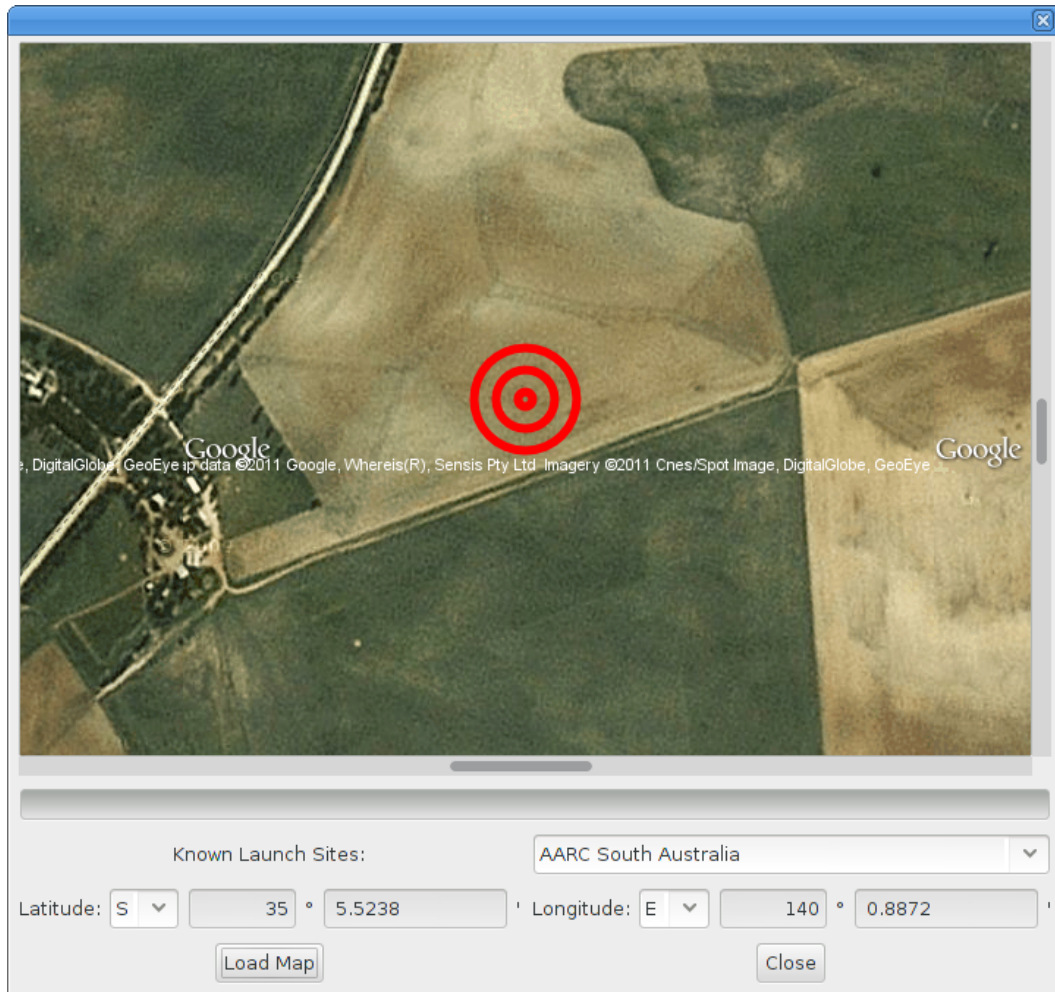 Google
Google
e, DigitalGlobe, GeoEye
ap data ©2011 Google, Whereis(R), Sensis Pty Ltd Imagery ©2011 Cnes/Spot Image, DigitalGlobe, GeoEye
Known Launch Sites:
AARC South Australia
Latitude: S 35 ° 5.5238 ' Longitude: E 140 ° 0.8872 '
Load Map
Close